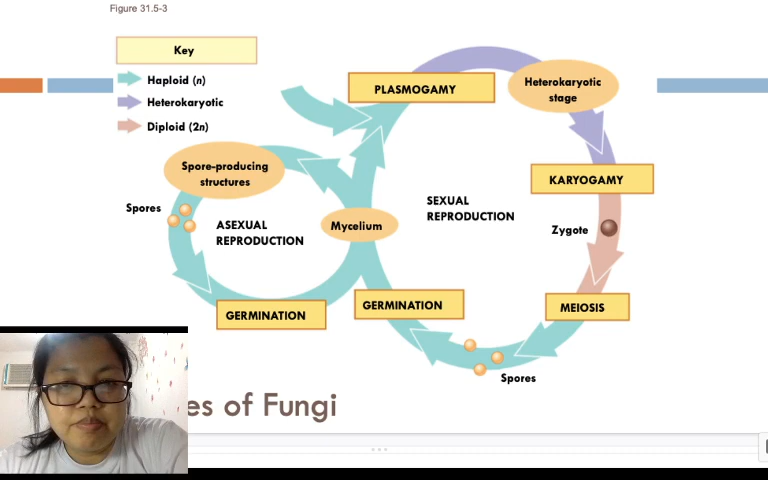 Figure 31.5-3
Key
Haploid (n)
Heterokaryotic
Diploid (2n)
PLASMOGAMY
Heterokaryotic
stage
Spore-producing
structures
KARYOGAMY
Spores
ASEXUAL
REPRODUCTION
Mycelium
SEXUAL
REPRODUCTION
Zygote
GERMINATION
GERMINATION
MEIOSIS
Spores
es of Fungi